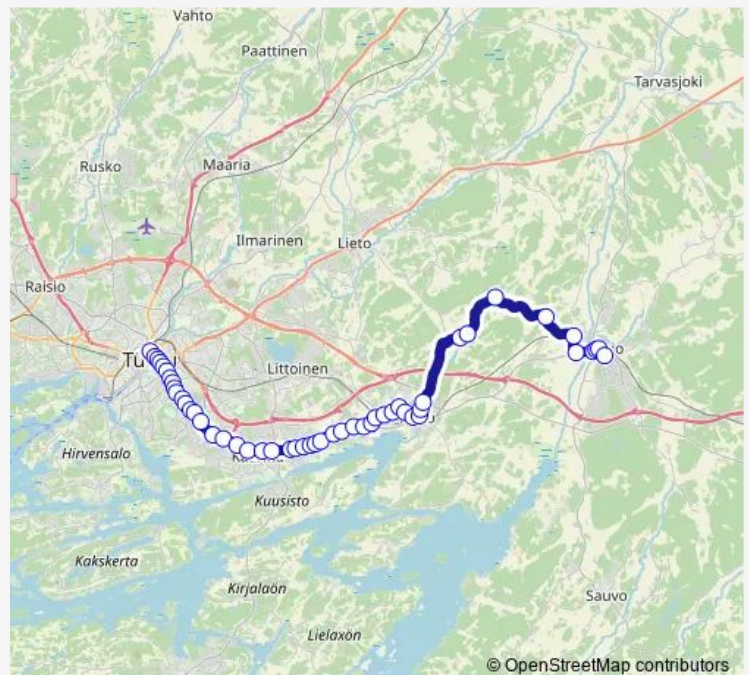 Vahto
Paattinen
Tarvasjoki
Rusko
Maaria
Ilmarinen
Lieto
Raisio
Littoinen
Hirvensalo
Kuusisto
Kakskerta
Kirjalaön
Sauvo
Lielaxön
© OpenStreetMap contributors